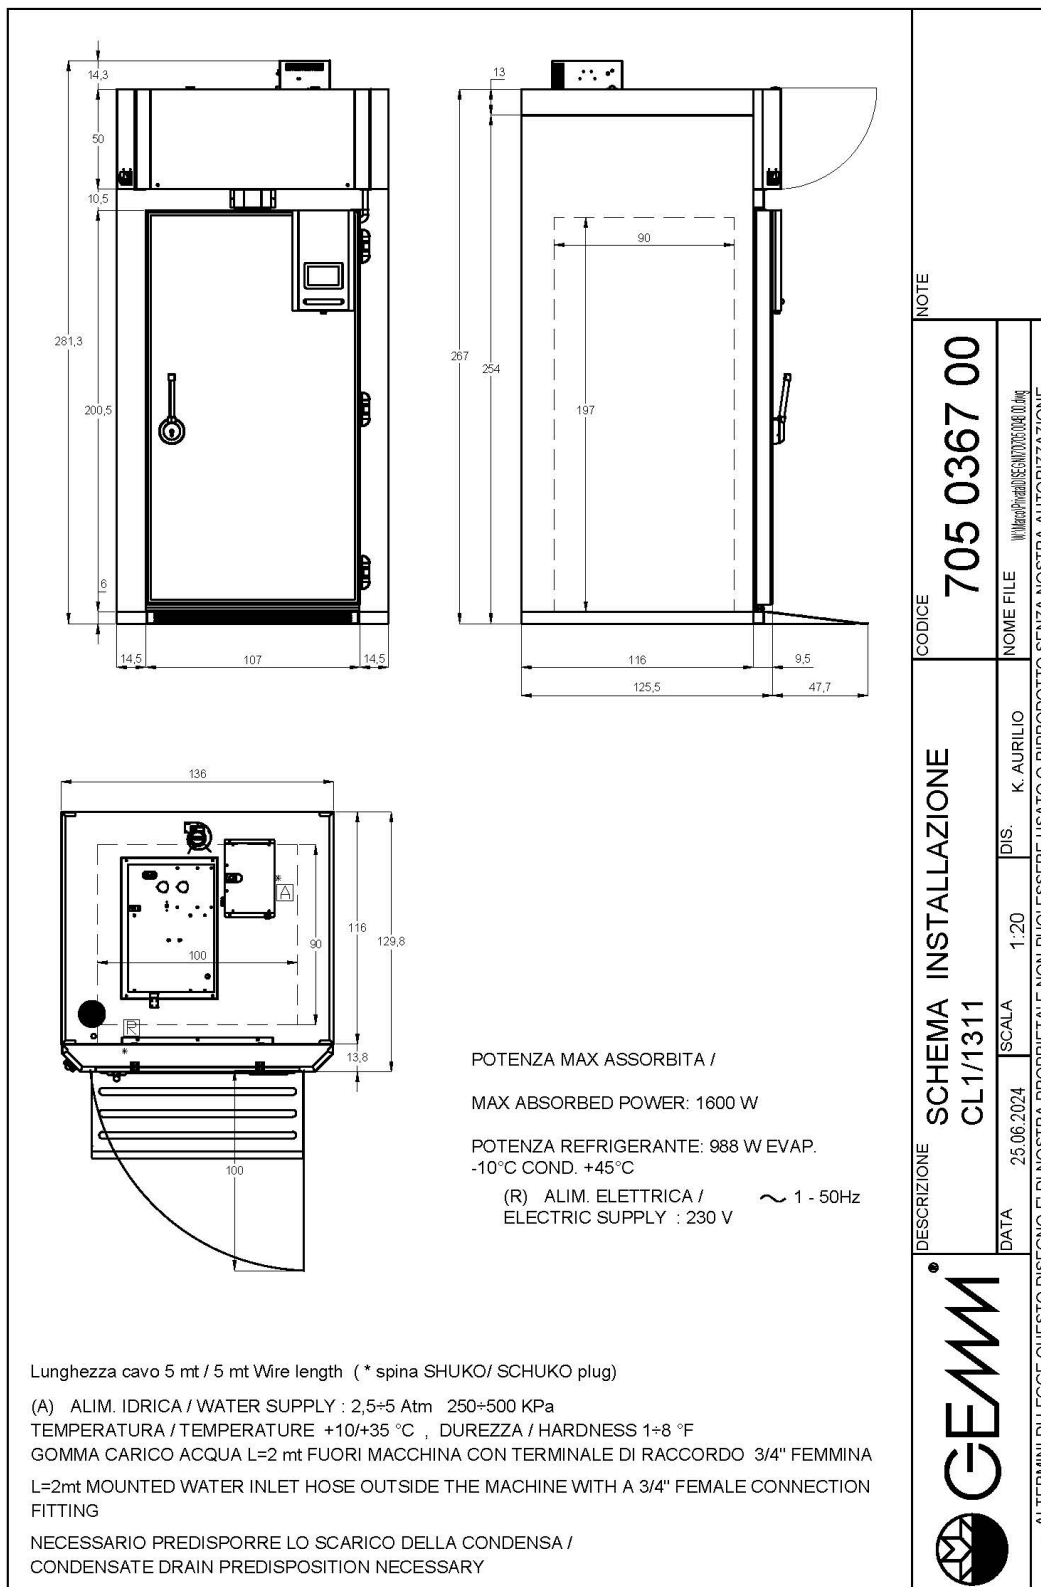 14,3
50
10,5
281,3
200,5
6
14,5
107
14,5
13
90
267
254
197
116
9,5
125,5
47,7
136
A
116
129,8
90
100
R
*
*
13,8
100
POTENZA MAX ASSORBITA /
MAX ABSORBED POWER: 1600 W
POTENZA REFRIGERANTE: 988 W EVAP.
-10°C COND. +45°C
(R) ALIM. ELETTRICA / ~ 1 - 50Hz
ELECTRIC SUPPLY : 230 V
Lunghezza cavo 5 mt / 5 mt Wire length ( * spina SHUKO/ SCHUKO plug)
(A) ALIM. IDRICA / WATER SUPPLY : 2,5÷5 Atm 250÷500 KPa
TEMPERATURA / TEMPERATURE +10/+35 °C , DUREZZA / HARDNESS 1÷8 °F
GOMMA CARICO ACQUA L=2 mt FUORI MACCHINA CON TERMINALE DI RACCORDO 3/4" FEMMINA
L=2mt MOUNTED WATER INLET HOSE OUTSIDE THE MACHINE WITH A 3/4" FEMALE CONNECTION
FITTING
NECESSARIO PREDISPORRE LO SCARICO DELLA CONDENSA /
CONDENSATE DRAIN PREDISPOSITION NECESSARY
GEMM®
DESCRIZIONE
SCHEMA INSTALLAZIONE
CL1/1311
CODICE
705 0367 00
NOTE
DATA
25.06.2024
SCALA
1:20
DIS.
K. AURILIO
NOME FILE
AI TERMINI DI LEGGE QUESTO DISEGNO E' DI NOSTRA PROPRIETA' E NON PUO' ESSERE USATO O RIPRODOTTO SENZA NOSTRA AUTORIZZAZIONE